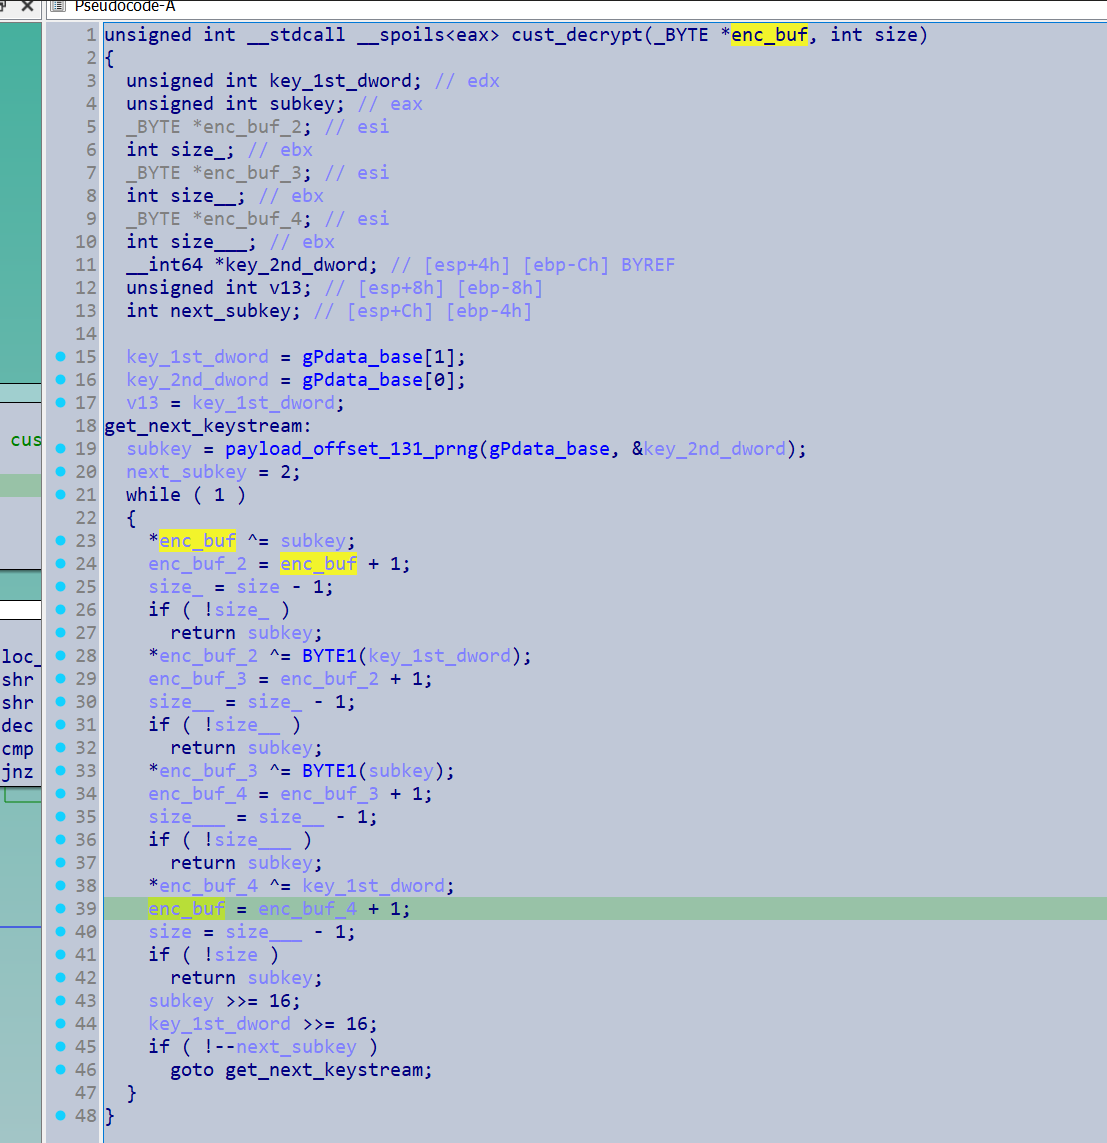 Pseudocode-A
1 unsigned int __stdcall __spoils<eax> cust_decrypt(_BYTE *enc_buf, int size)
2 {
3   unsigned int key_1st_dword; // edx
4   unsigned int subkey; // eax
5   _BYTE *enc_buf_2; // esi
6   int size_; // ebx
7   _BYTE *enc_buf_3; // esi
8   int size__; // ebx
9   _BYTE *enc_buf_4; // esi
10   int size___; // ebx
11   __int64 *key_2nd_dword; // [esp+4h] [ebp-Ch] BYREF
12   unsigned int v13; // [esp+8h] [ebp-8h]
13   int next_subkey; // [esp+Ch] [ebp-4h]
14
15   key_1st_dword = gPdata_base[1];
16   key_2nd_dword = gPdata_base[0];
17   v13 = key_1st_dword;
18 get_next_keystream:
19   subkey = payload_offset_131_prng(gPdata_base, &key_2nd_dword);
20   next_subkey = 2;
21   while ( 1 )
22   {
23     *enc_buf ^= subkey;
24     enc_buf_2 = enc_buf + 1;
25     size_ = size - 1;
26     if ( !size_ )
27       return subkey;
28     *enc_buf_2 ^= BYTE1(key_1st_dword);
29     enc_buf_3 = enc_buf_2 + 1;
30     size__ = size_ - 1;
31     if ( !size__ )
32       return subkey;
33     *enc_buf_3 ^= BYTE1(subkey);
34     enc_buf_4 = enc_buf_3 + 1;
35     size___ = size__ - 1;
36     if ( !size___ )
37       return subkey;
38     *enc_buf_4 ^= key_1st_dword;
39     enc_buf = enc_buf_4 + 1;
40     size = size___ - 1;
41     if ( !size )
42       return subkey;
43     subkey >>= 16;
44     key_1st_dword >>= 16;
45     if ( !--next_subkey )
46       goto get_next_keystream;
47   }
48 }
cus
loc_
shr
shr
dec
cmp
jnz